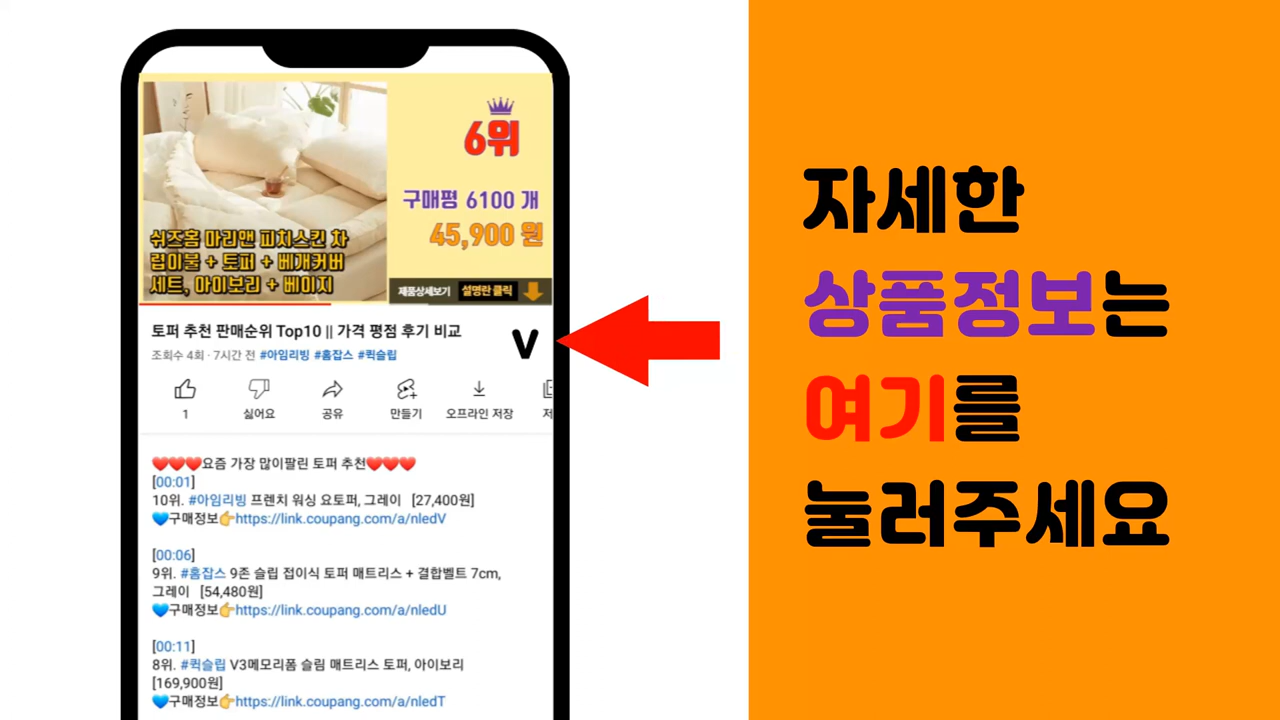 6위
구매평 6100 개
45,900 원
쉬즈홈 마리앤 피치스킨 차
렵이불 + 토퍼 + 베개커버
세트, 아이보리 + 베이지
제품상세보기 설명란 클릭
토퍼 추천 판매순위 Top10 || 가격 평점 후기 비교
V
조회수 4회 · 7시간 전 #아임리빙 #홈잡스 #퀵슬립
1 싫어요 공유 만들기 오프라인 저장 저
❤️❤️❤️요즘 가장 많이팔린 토퍼 추천❤️❤️❤️
[00:01]
10위. #아임리빙 프렌치 워싱 요토퍼, 그레이 [27,400원]
💙구매정보👉https://link.coupang.com/a/nledV
[00:06]
9위. #홈잡스 9존 슬립 접이식 토퍼 매트리스 + 결합벨트 7cm,
그레이 [54,480원]
💙구매정보👉https://link.coupang.com/a/nledU
[00:11]
8위. #퀵슬립 V3메모리폼 슬림 매트리스 토퍼, 아이보리
[169,900원]
💙구매정보👉https://link.coupang.com/a/nledT
자세한
상품정보는
여기를
눌러주세요